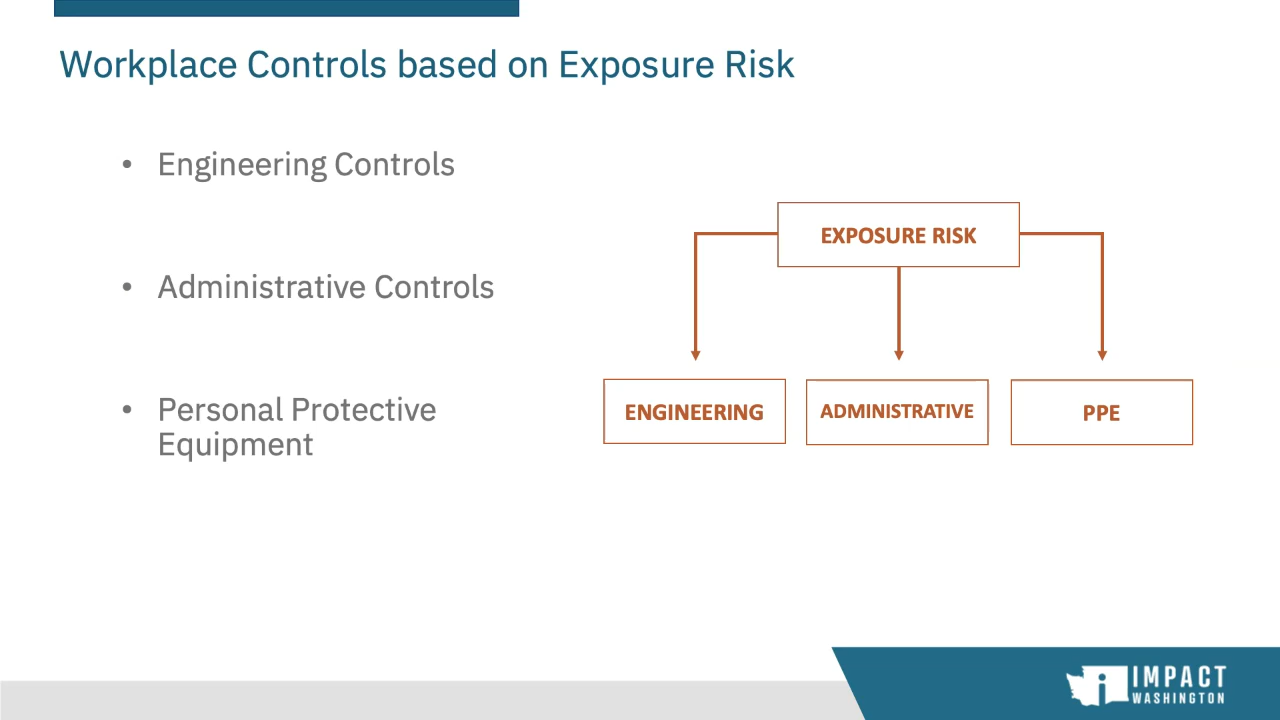 Workplace Controls based on Exposure Risk
• Engineering Controls
• Administrative Controls
• Personal Protective
Equipment
EXPOSURE RISK
ENGINEERING
ADMINISTRATIVE
PPE
IMPACT
WASHINGTON